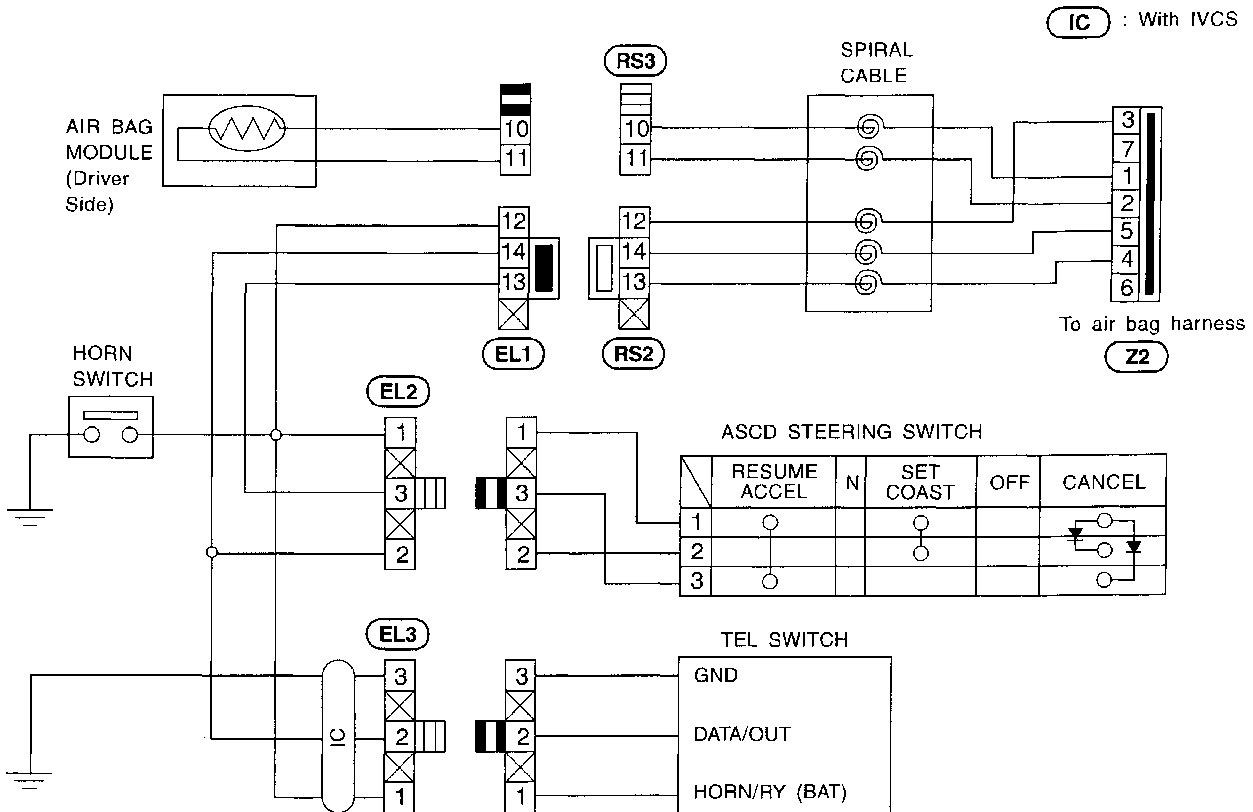 IC : With IVCS
SPIRAL
CABLE
RS3
AIR BAG
MODULE
(Driver
Side)
10
11
10
11
12
14
13
12
14
13
3
7
1
2
5
4
6
To air bag harness
Z2
EL1
RS2
HORN
SWITCH
EL2
1
3
2
1
3
2
ASCD STEERING SWITCH
RESUME
ACCEL
N
SET
COAST
OFF
CANCEL
1
2
3
EL3
TEL SWITCH
3
2
1
IC
3
2
1
GND
DATA/OUT
HORN/RY (BAT)